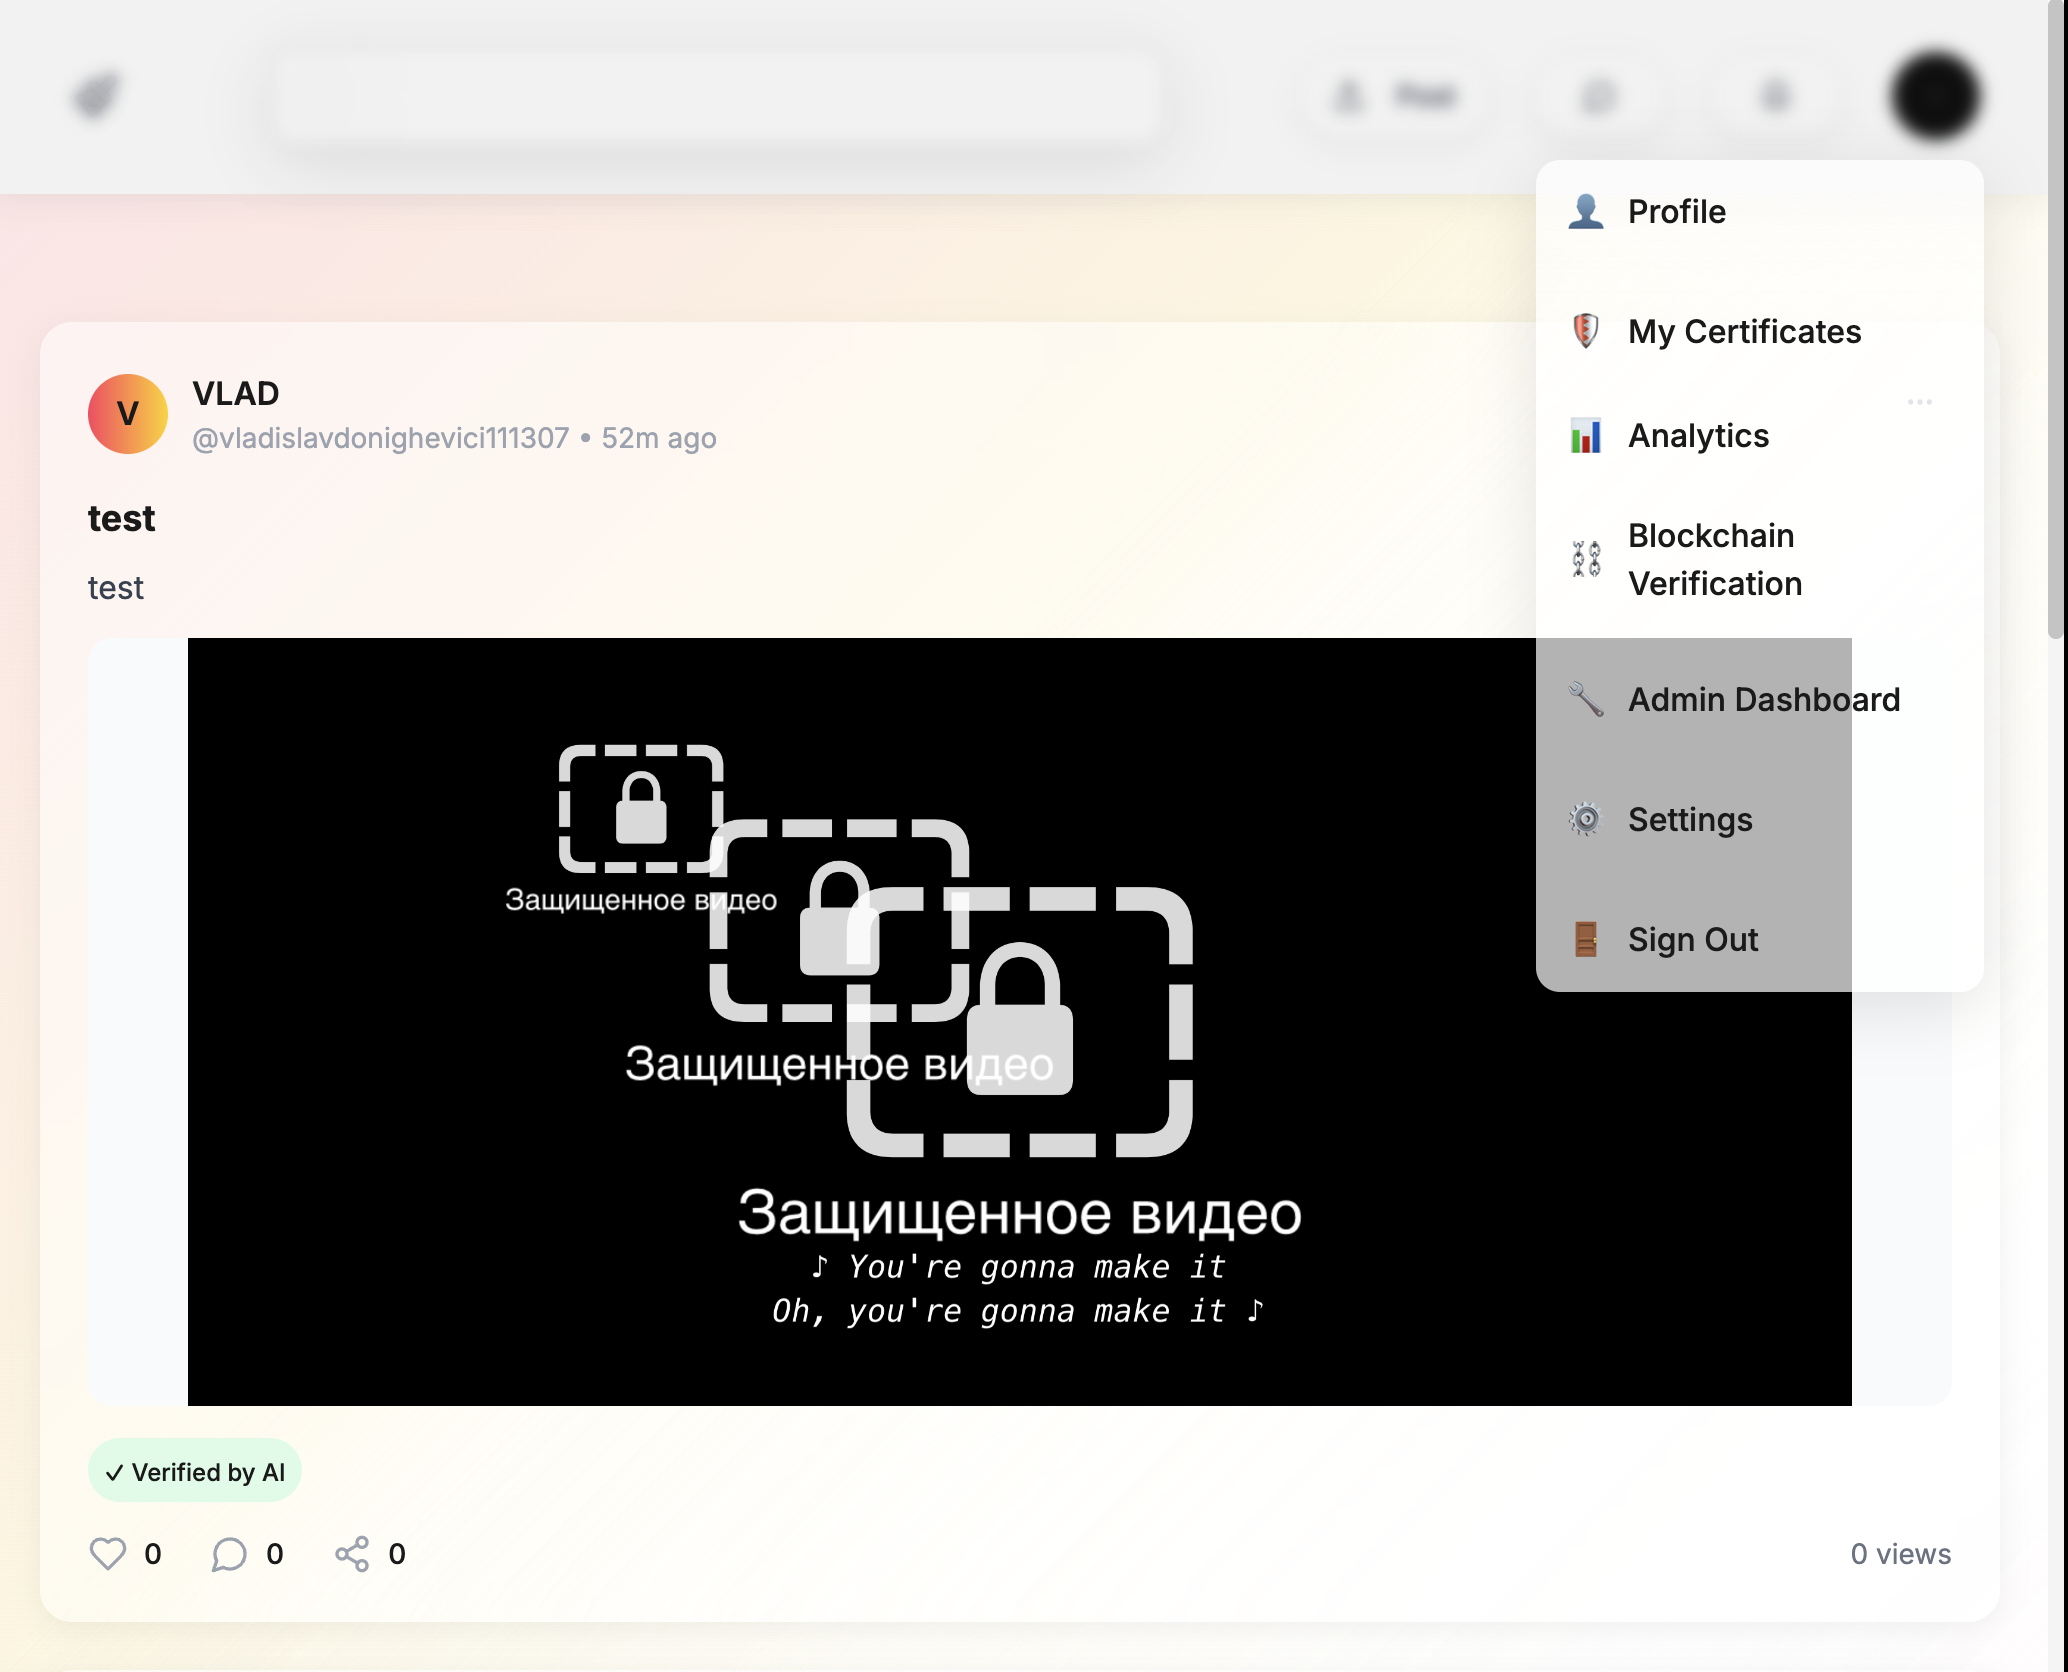 Post
Profile
My Certificates
Analytics
Blockchain
Verification
Admin Dashboard
Settings
Sign Out
V
VLAD
@vladislavdonighevici111307 • 52m ago
test
test
Защищенное видео
Защищенное видео
Защищенное видео
♪ You're gonna make it
Oh, you're gonna make it ♪
✓ Verified by AI
0
0
0
0 views